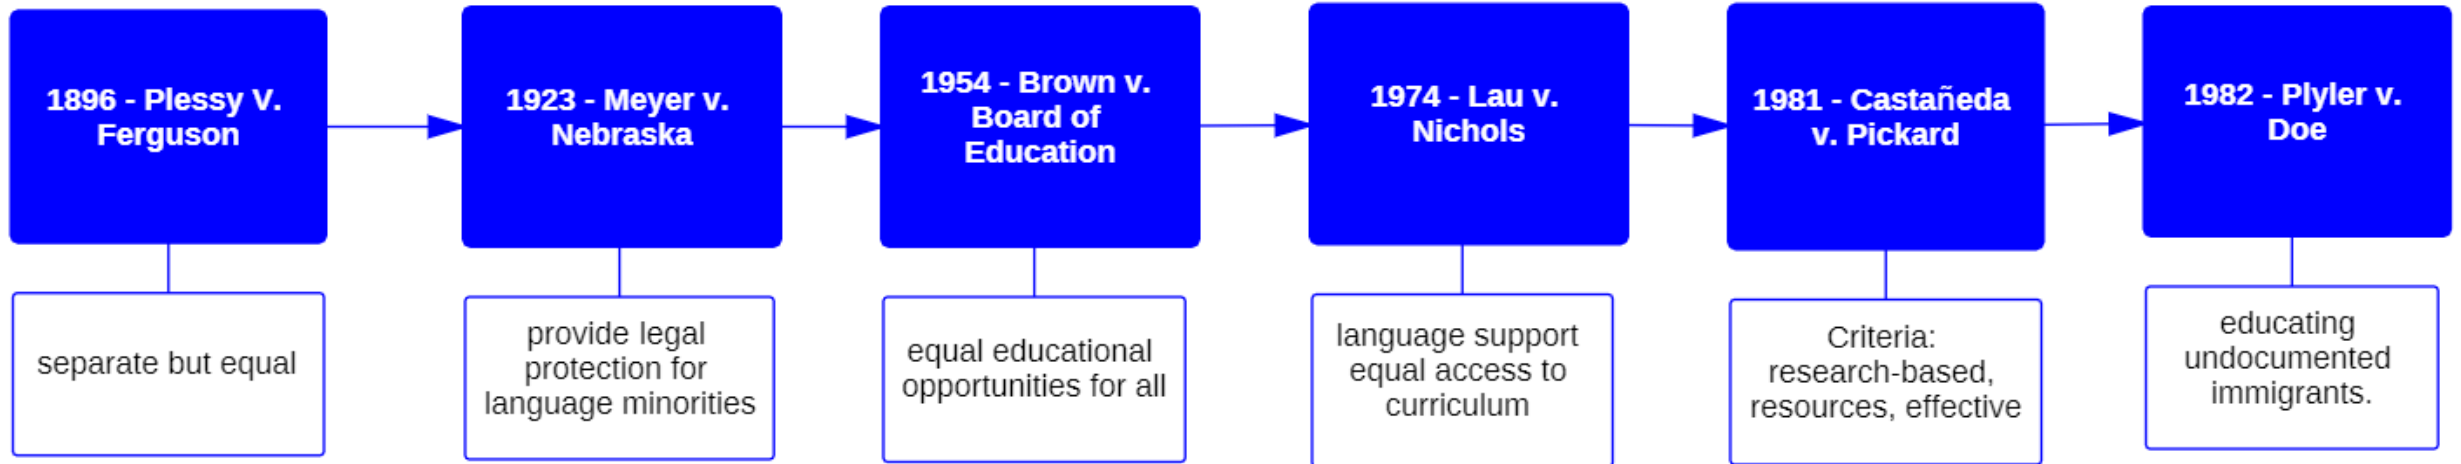 1896 - Plessy V.
Ferguson
separate but equal
1923 - Meyer v.
Nebraska
provide legal
protection for
language minorities
1954 - Brown v.
Board of
Education
equal educational
opportunities for all
1974 - Lau v.
Nichols
language support
equal access to
curriculum
1981 - Castañeda
v. Pickard
Criteria:
research-based,
resources, effective
1982 - Plyler v.
Doe
educating
undocumented
immigrants.